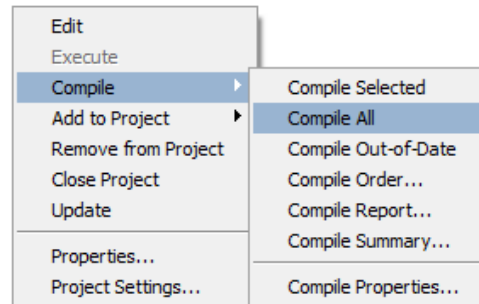 Edit
Execute
Compile
Add to Project
Remove from Project
Close Project
Update
Properties...
Project Settings...
Compile Selected
Compile All
Compile Out-of-Date
Compile Order...
Compile Report...
Compile Summary...
Compile Properties...